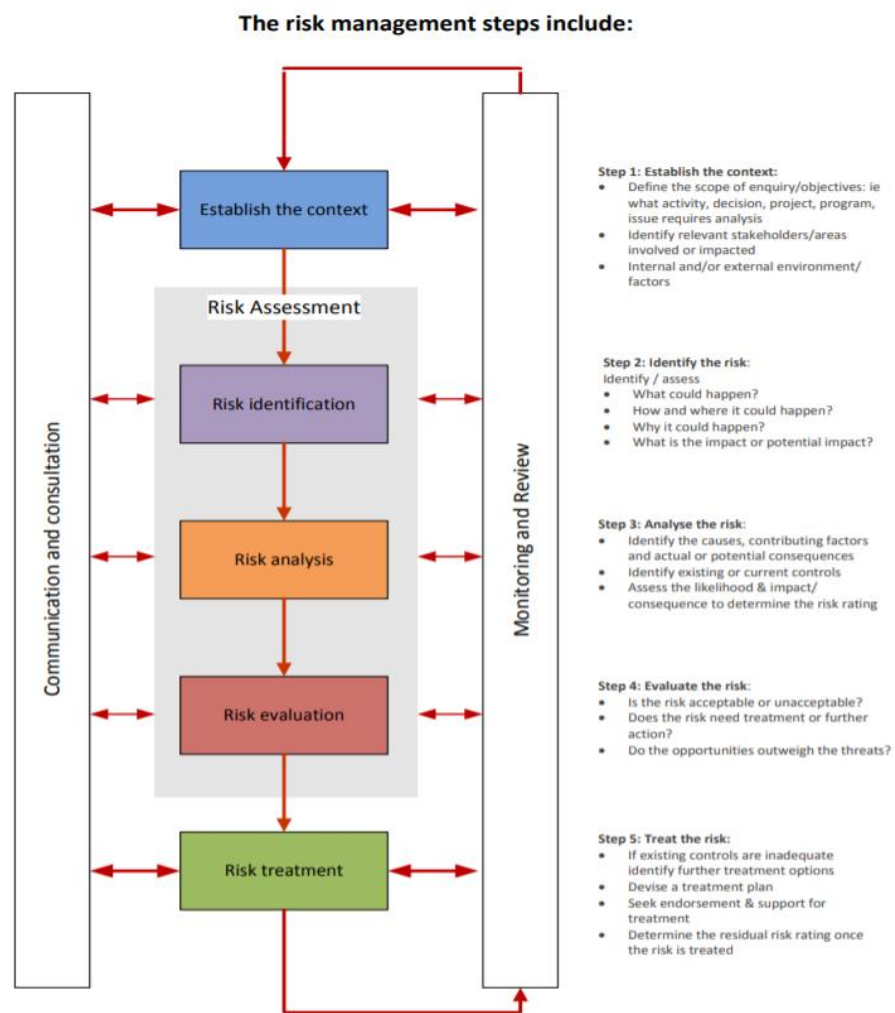 The risk management steps include:
Communication and consultation
Establish the context
Risk Assessment
Risk identification
Risk analysis
Risk evaluation
Risk treatment
Monitoring and Review
Step 1: Establish the context:
• Define the scope of enquiry/objectives: ie
what activity, decision, project, program,
issue requires analysis
• Identify relevant stakeholders/areas
involved or impacted
• Internal and/or external environment/
factors
Step 2: Identify the risk:
Identify / assess
• What could happen?
• How and where it could happen?
• Why it could happen?
• What is the impact or potential impact?
Step 3: Analyse the risk:
• Identify the causes, contributing factors
and actual or potential consequences
• Identify existing or current controls
• Assess the likelihood & impact/
consequence to determine the risk rating
Step 4: Evaluate the risk:
• Is the risk acceptable or unacceptable?
• Does the risk need treatment or further
action?
• Do the opportunities outweigh the threats?
Step 5: Treat the risk:
• If existing controls are inadequate
identify further treatment options
• Devise a treatment plan
• Seek endorsement & support for
treatment
• Determine the residual risk rating once
the risk is treated